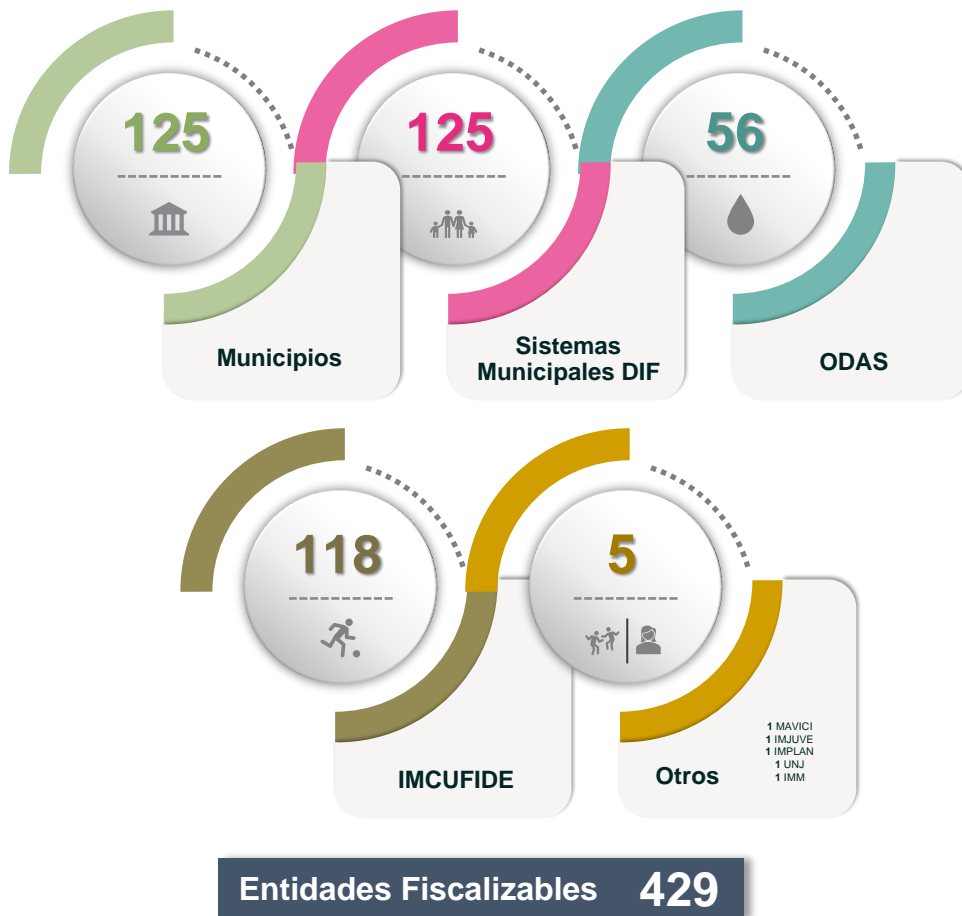 125
125
56
Municipios
Sistemas
Municipales DIF
ODAS
118
5
IMCUFIDE
Otros
1 MAVICI
1 IMJUVE
1 IMPLAN
1 UNJ
1 IMM
Entidades Fiscalizables 429